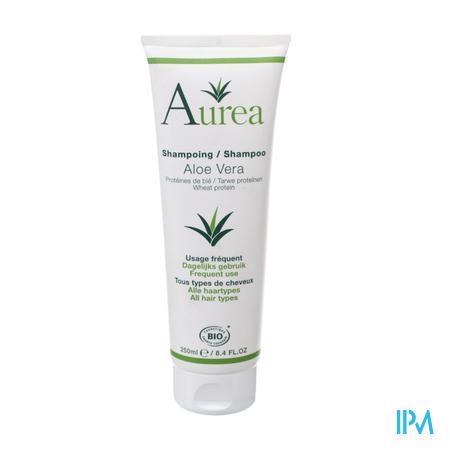 Aurea
Shampoing / Shampoo
Aloe Vera
Protéines de blé / Tarwe proteïnen
Wheat protein
Usage fréquent
Dagelijks gebruik
Frequent use
Tous types de cheveux
Alle haartypes
All hair types
BIO
250ml e / 8,4 FL.OZ
IPM